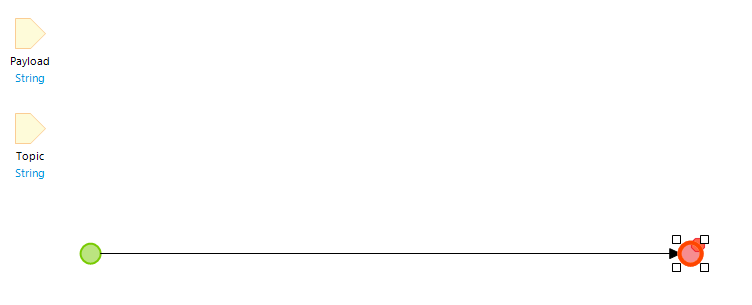 Payload
String
Topic
String